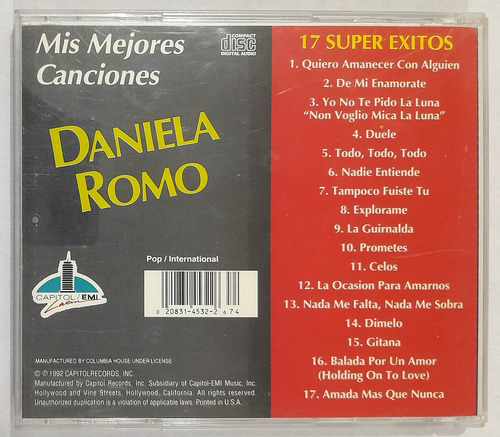 Mis Mejores
Canciones
COMPACT
disc
DIGITAL AUDIO
DANIELA
ROMO
Pop / International
0 20831-4532-2 6 7 4
CAPITOL/EMI
Latin
MANUFACTURED BY COLUMBIA HOUSE UNDER LICENSE
© ℗ 1992 CAPITOL RECORDS, INC.
Manufactured by Capitol Records, Inc. Subsidiary of Capitol-EMI Music, Inc.
Hollywood and Vine Streets, Hollywood, California. All rights reserved.
Unauthorized duplication is a violation of applicable laws. Printed in U.S.A.
17 SUPER EXITOS
1. Quiero Amanecer Con Alguien
2. De Mi Enamorate
3. Yo No Te Pido La Luna
“Non Voglio Mica La Luna”
4. Duele
5. Todo, Todo, Todo
6. Nadie Entiende
7. Tampoco Fuiste Tu
8. Explorame
9. La Guirnalda
10. Prometes
11. Celos
12. La Ocasion Para Amarnos
13. Nada Me Falta, Nada Me Sobra
14. Dimelo
15. Gitana
16. Balada Por Un Amor
(Holding On To Love)
17. Amada Mas Que Nunca